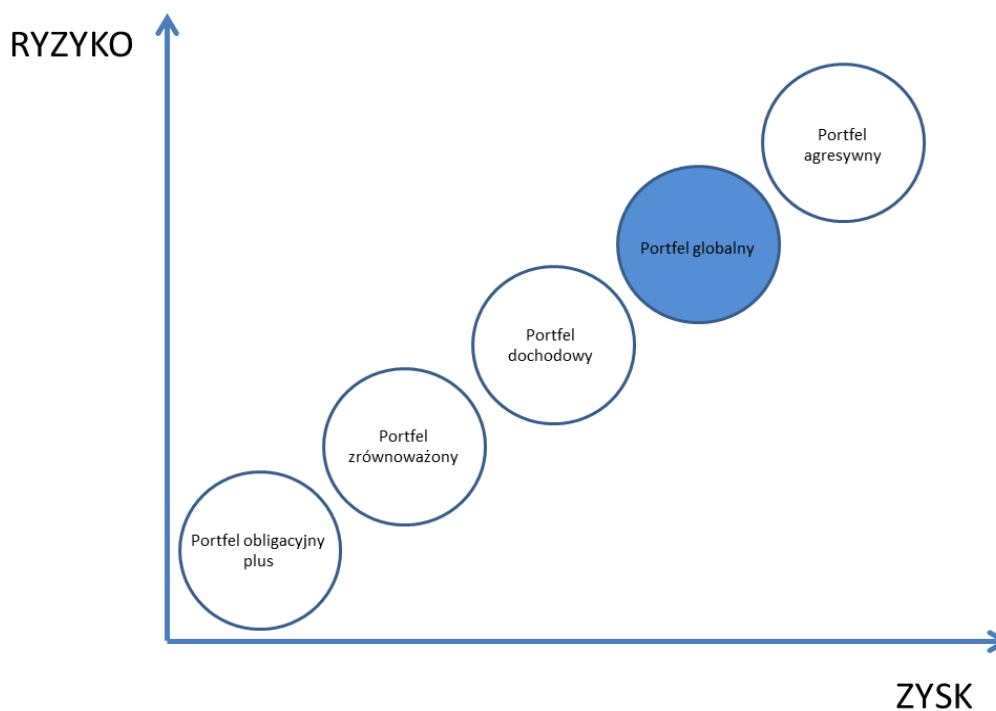 RYZYKO
Portfel
agresywny
Portfel globalny
Portfel
dochodowy
Portfel
zrównoważony
Portfel obligacyjny
plus
ZYSK